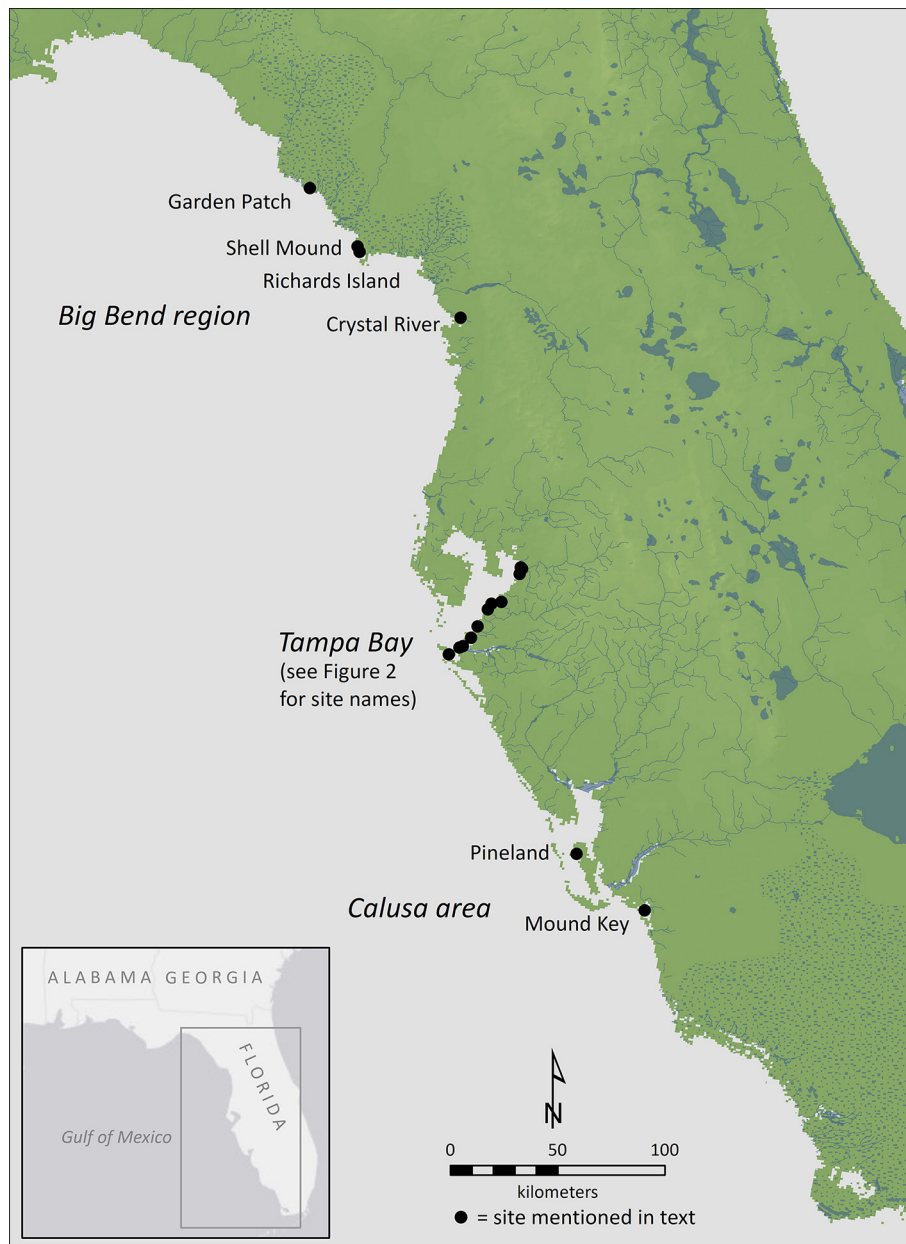 Garden Patch
Shell Mound
Richards Island
Big Bend region
Crystal River
Tampa Bay
(see Figure 2
for site names)
Pineland
Calusa area
Mound Key
ALABAMA
GEORGIA
FLORIDA
Gulf of Mexico
N
0 50 100
kilometers
= site mentioned in text